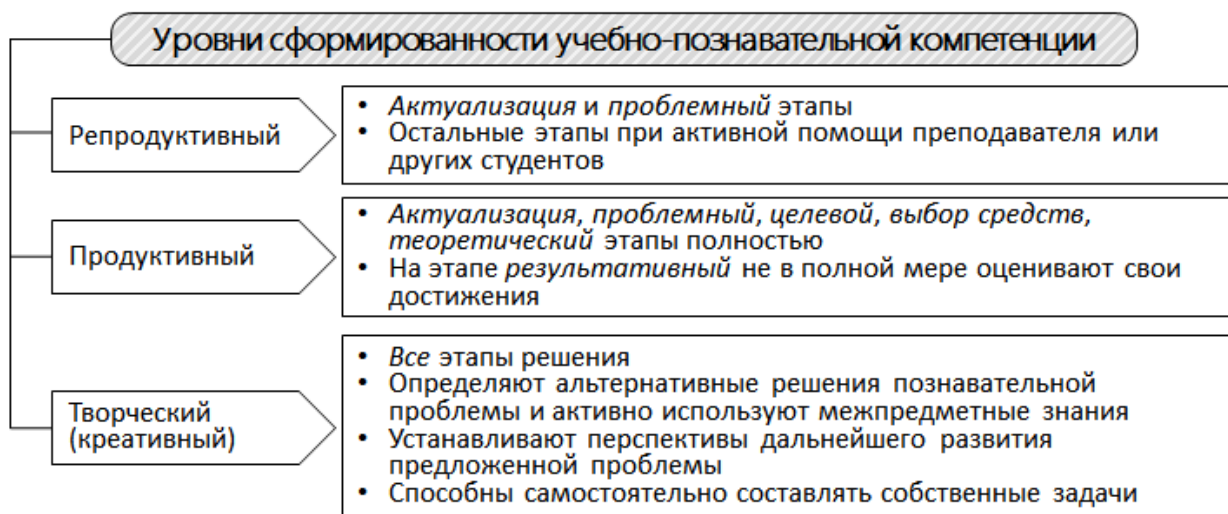 Уровни сформированности учебно-познавательной компетенции
Репродуктивный
• Актуализация и проблемный этапы
• Остальные этапы при активной помощи преподавателя или
других студентов
Продуктивный
• Актуализация, проблемный, целевой, выбор средств,
теоретический этапы полностью
• На этапе результативный не в полной мере оценивают свои
достижения
Творческий
(креативный)
• Все этапы решения
• Определяют альтернативные решения познавательной
проблемы и активно используют межпредметные знания
• Устанавливают перспективы дальнейшего развития
предложенной проблемы
• Способны самостоятельно составлять собственные задачи